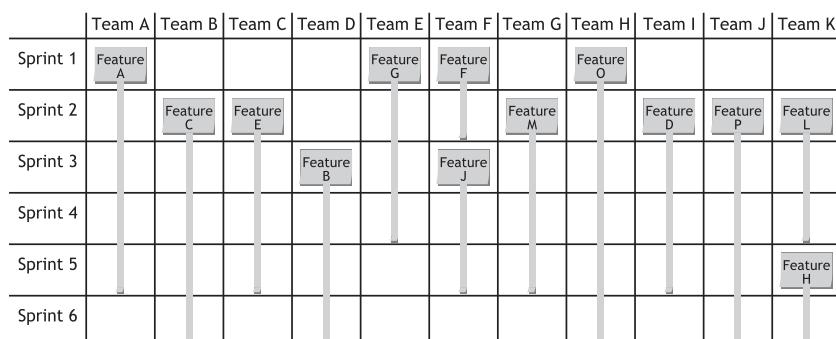 Team A Team B Team C Team D Team E Team F Team G Team H Team I Team J Team K
Sprint 1
Feature A
Feature G
Feature F
Feature O
Sprint 2
Feature C
Feature E
Feature M
Feature D
Feature P
Feature L
Sprint 3
Feature B
Feature J
Sprint 4
Sprint 5
Feature H
Sprint 6